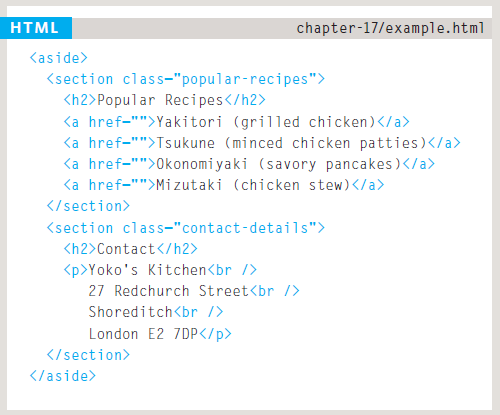 HTML
chapter-17/example.html
<aside>
<section class="popular-recipes">
<h2>Popular Recipes</h2>
<a href="">Yakitori (grilled chicken)</a>
<a href="">Tsukune (minced chicken patties)</a>
<a href="">Okonomiyaki (savory pancakes)</a>
<a href="">Mizutaki (chicken stew)</a>
</section>
<section class="contact-details">
<h2>Contact</h2>
<p>Yoko's Kitchen<br />
27 Redchurch Street<br />
Shoreditch<br />
London E2 7DP</p>
</section>
</aside>